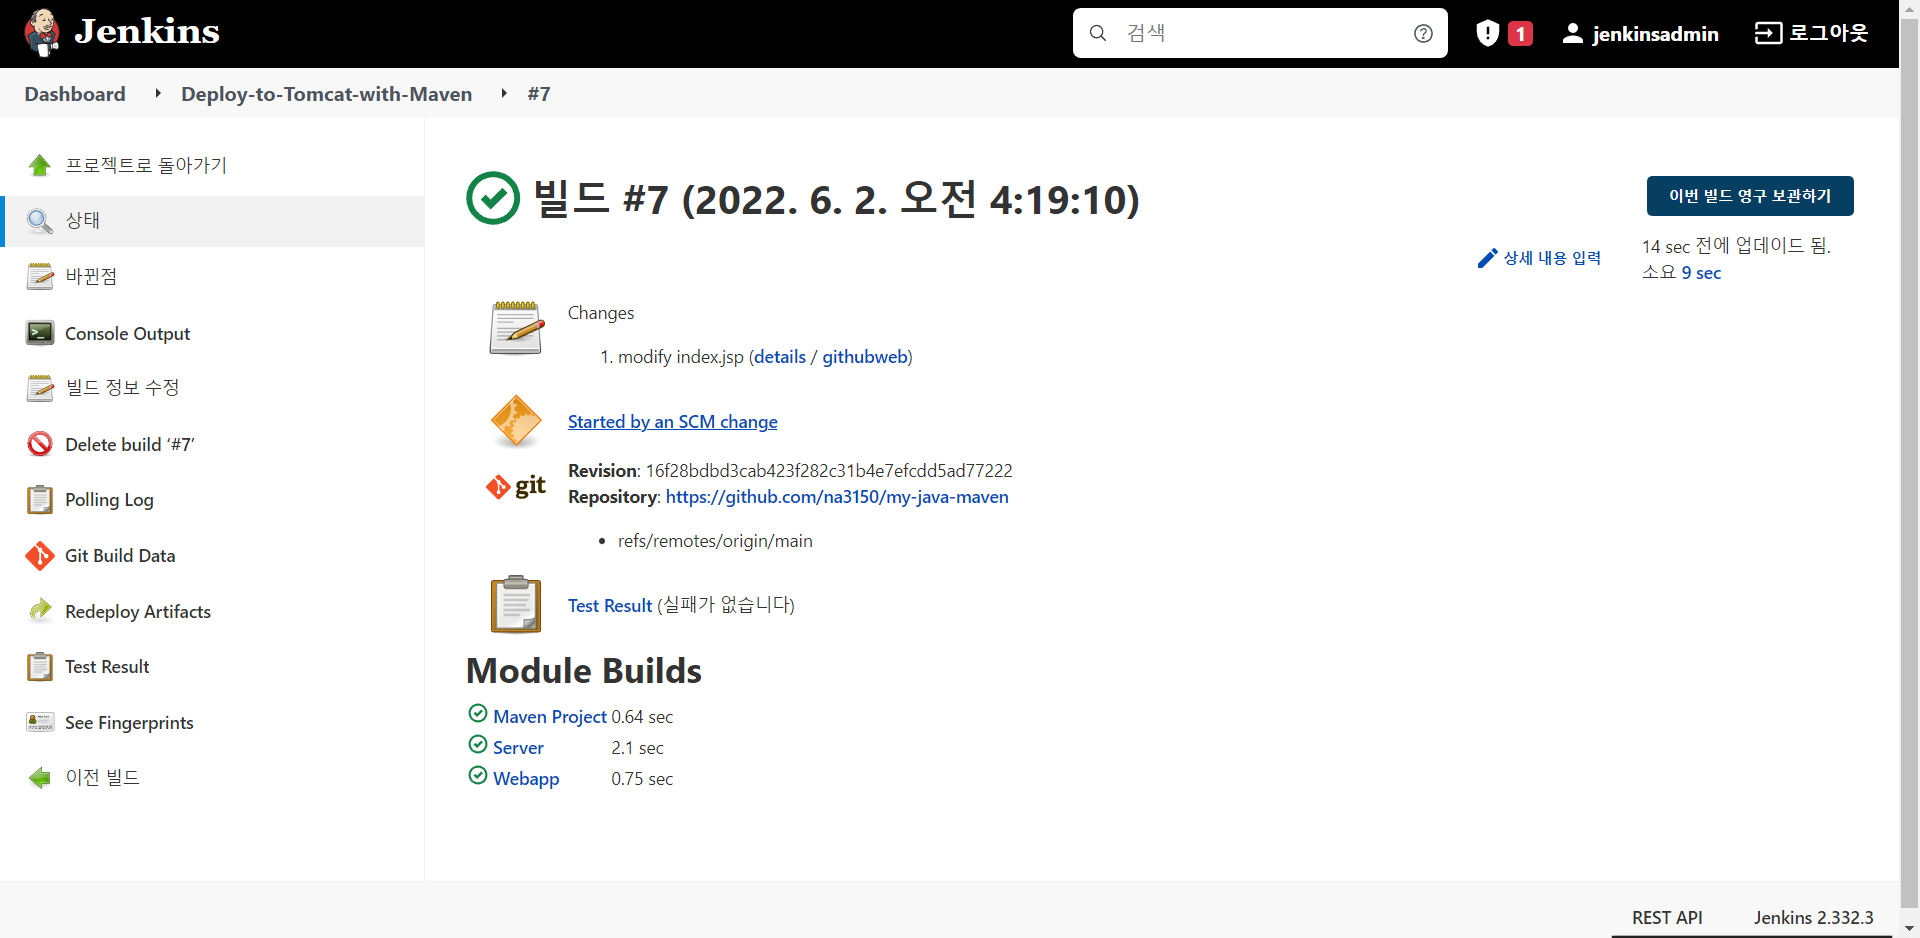 Jenkins
검색
1
jenkinsadmin
로그아웃
Dashboard
Deploy-to-Tomcat-with-Maven
#7
프로젝트로 돌아가기
상태
바뀐점
Console Output
빌드 정보 수정
Delete build ‘#7’
Polling Log
Git Build Data
Redeploy Artifacts
Test Result
See Fingerprints
이전 빌드
빌드 #7 (2022. 6. 2. 오전 4:19:10)
이번 빌드 영구 보관하기
상세 내용 입력
14 sec 전에 업데이트 됨.
소요 9 sec
Changes
1. modify index.jsp (details / githubweb)
Started by an SCM change
git
Revision: 16f28bdbd3cab423f282c31b4e7efcdd5ad77222
Repository: https://github.com/na3150/my-java-maven
• refs/remotes/origin/main
Test Result (실패가 없습니다)
Module Builds
Maven Project 0.64 sec
Server 2.1 sec
Webapp 0.75 sec
REST API
Jenkins 2.332.3